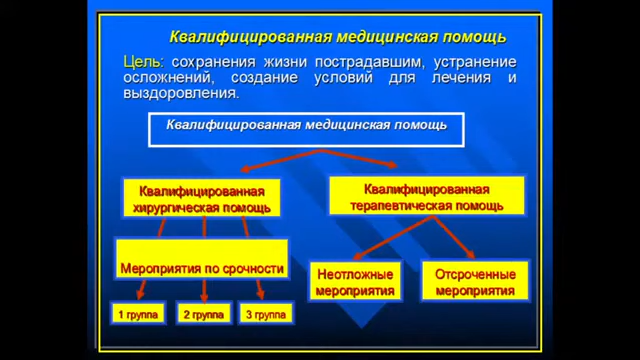 Квалифицированная медицинская помощь
Цель: сохранения жизни пострадавшим, устранение
осложнений, создание условий для лечения и
выздоровления.
Квалифицированная медицинская помощь
Квалифицированная
хирургическая помощь
Квалифицированная
терапевтическая помощь
Мероприятия по срочности
Неотложные
мероприятия
Отсроченные
мероприятия
1 группа
2 группа
3 группа